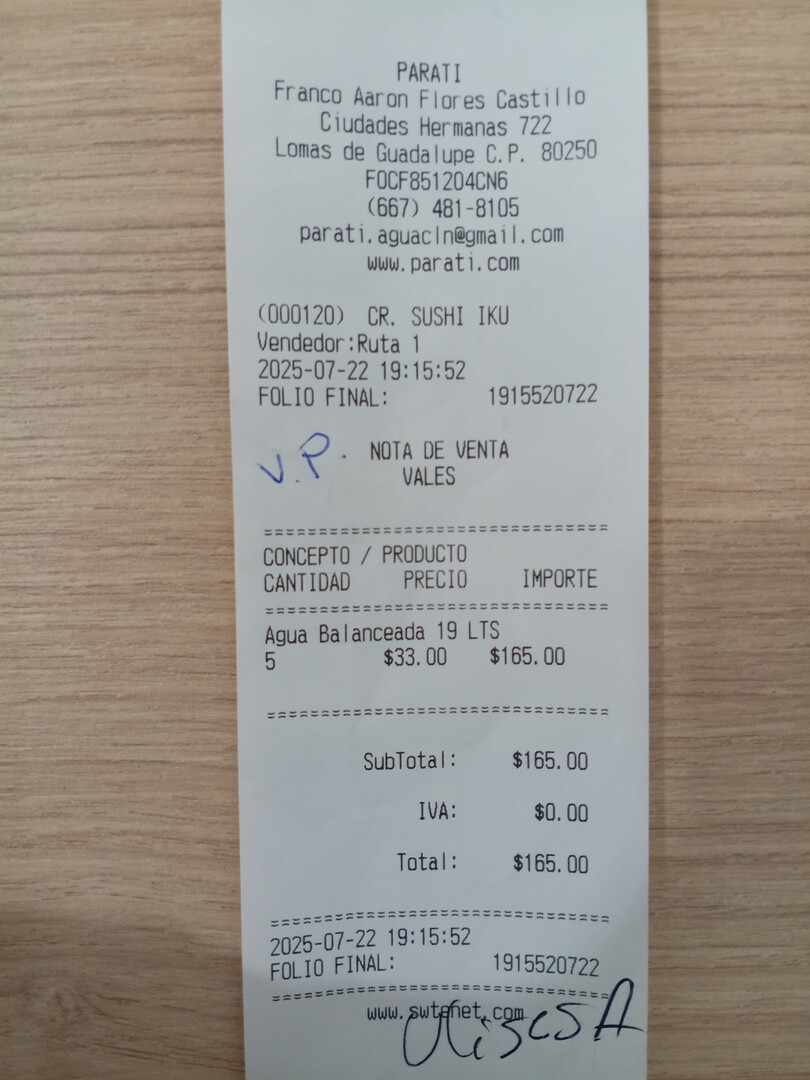 PARATI
Franco Aaron Flores Castillo
Ciudades Hermanas 722
Lomas de Guadalupe C.P. 80250
FOCF851204CN6
(667) 481-8105
parati.aguacln@gmail.com
www.parati.com
(000120) CR. SUSHI IKU
Vendedor:Ruta 1
2025-07-22 19:15:52
FOLIO FINAL: 1915520722
V.P. NOTA DE VENTA
VALES
==============================
CONCEPTO / PRODUCTO
CANTIDAD PRECIO IMPORTE
==============================
Agua Balanceada 19 LTS
5 $33.00 $165.00
==============================
SubTotal: $165.00
IVA: $0.00
Total: $165.00
==============================
2025-07-22 19:15:52
FOLIO FINAL: 1915520722
==============================
www.swtenet.com
Ulises A